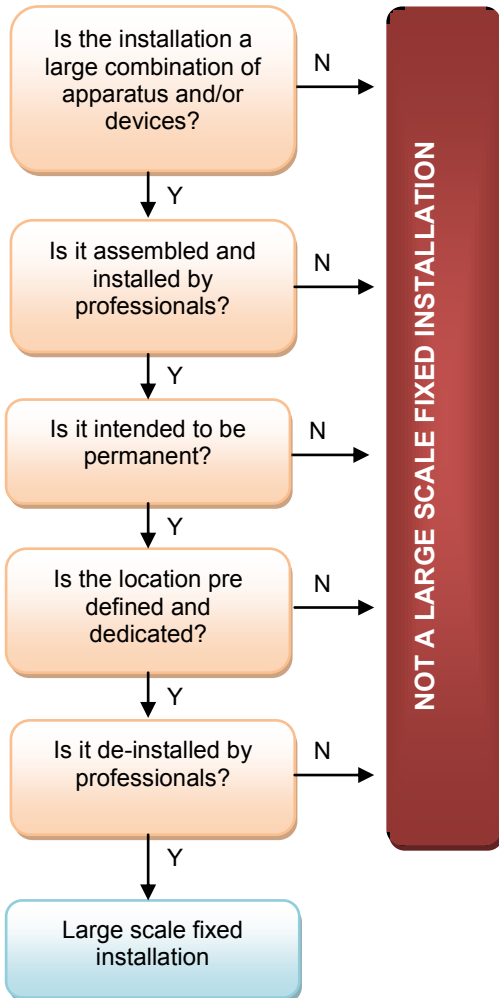 Is the installation a
large combination of
apparatus and/or
devices?
N
Y
Is it assembled and
installed by
professionals?
N
Y
Is it intended to be
permanent?
N
Y
Is the location pre
defined and
dedicated?
N
Y
Is it de-installed by
professionals?
N
Y
Large scale fixed
installation
NOT A LARGE SCALE FIXED INSTALLATION